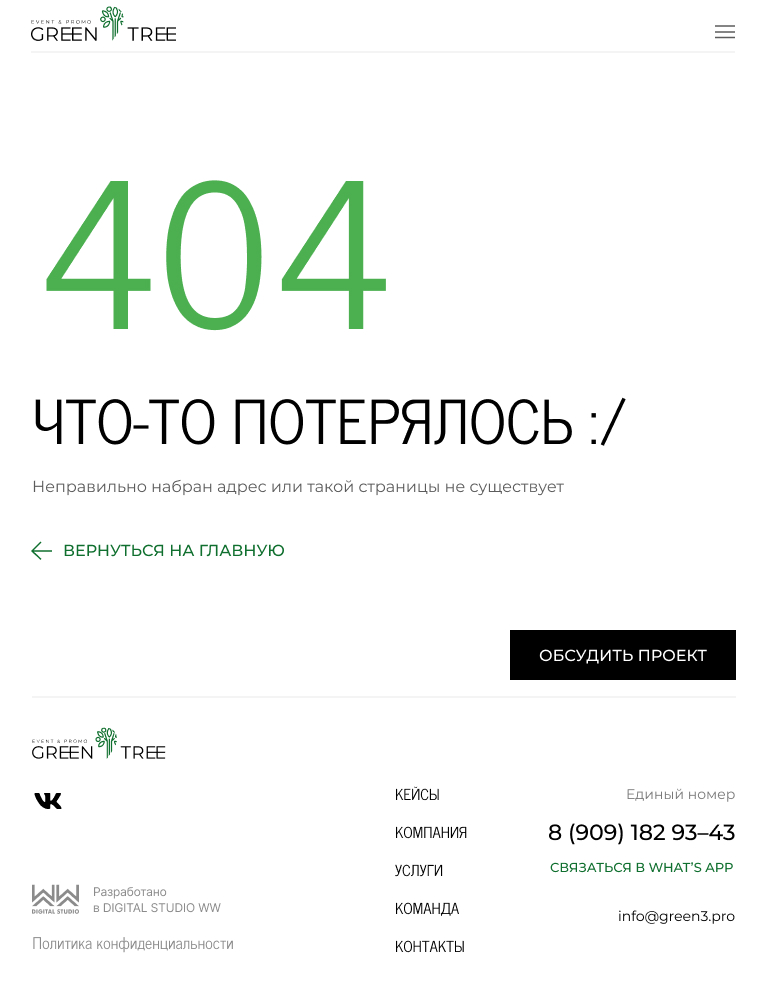 EVENT & PROMO
GREEN TREE
404
ЧТО-ТО ПОТЕРЯЛОСЬ :/
Неправильно набран адрес или такой страницы не существует
ВЕРНУТЬСЯ НА ГЛАВНУЮ
ОБСУДИТЬ ПРОЕКТ
EVENT & PROMO
GREEN TREE
VK
WW
DIGITAL STUDIO
Разработано
в DIGITAL STUDIO WW
Политика конфиденциальности
КЕЙСЫ
КОМПАНИЯ
УСЛУГИ
КОМАНДА
КОНТАКТЫ
Единый номер
8 (909) 182 93–43
СВЯЗАТЬСЯ В WHAT’S APP
info@green3.pro